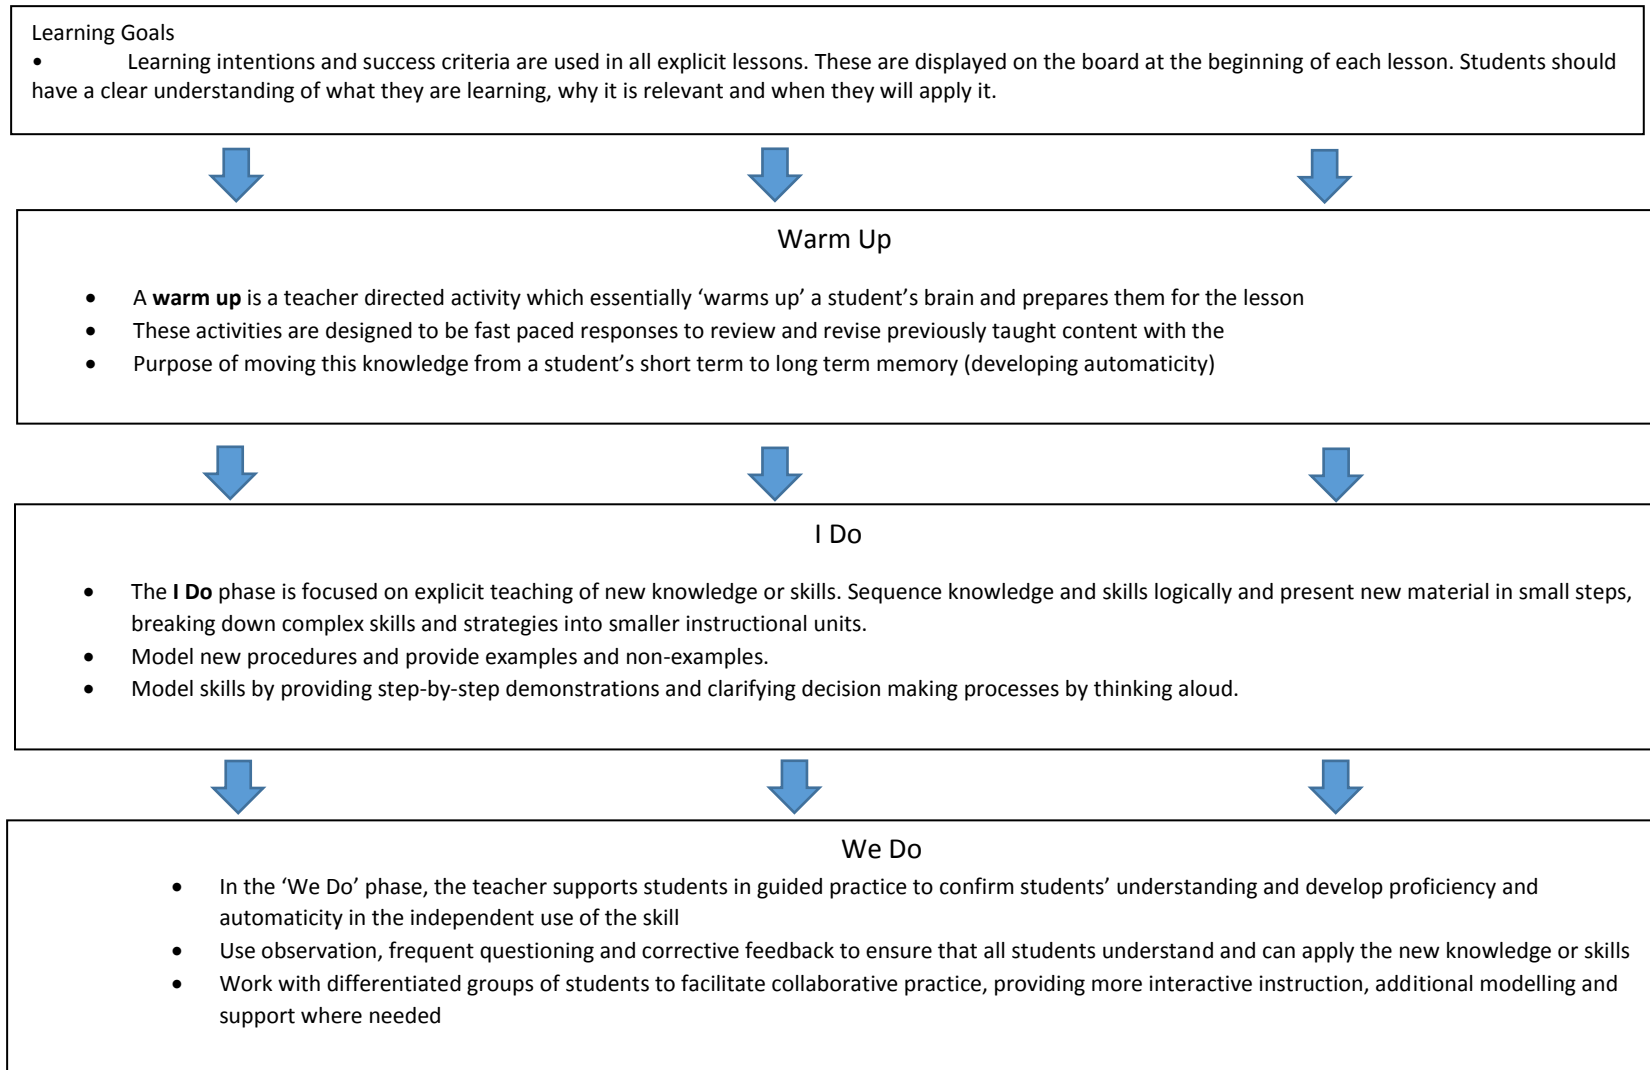 Learning Goals
• Learning intentions and success criteria are used in all explicit lessons. These are displayed on the board at the beginning of each lesson. Students should
have a clear understanding of what they are learning, why it is relevant and when they will apply it.
Warm Up
• A warm up is a teacher directed activity which essentially ‘warms up’ a student’s brain and prepares them for the lesson
• These activities are designed to be fast paced responses to review and revise previously taught content with the
• Purpose of moving this knowledge from a student’s short term to long term memory (developing automaticity)
I Do
• The I Do phase is focused on explicit teaching of new knowledge or skills. Sequence knowledge and skills logically and present new material in small steps,
breaking down complex skills and strategies into smaller instructional units.
• Model new procedures and provide examples and non-examples.
• Model skills by providing step-by-step demonstrations and clarifying decision making processes by thinking aloud.
We Do
• In the ‘We Do’ phase, the teacher supports students in guided practice to confirm students’ understanding and develop proficiency and
automaticity in the independent use of the skill
• Use observation, frequent questioning and corrective feedback to ensure that all students understand and can apply the new knowledge or skills
• Work with differentiated groups of students to facilitate collaborative practice, providing more interactive instruction, additional modelling and
support where needed